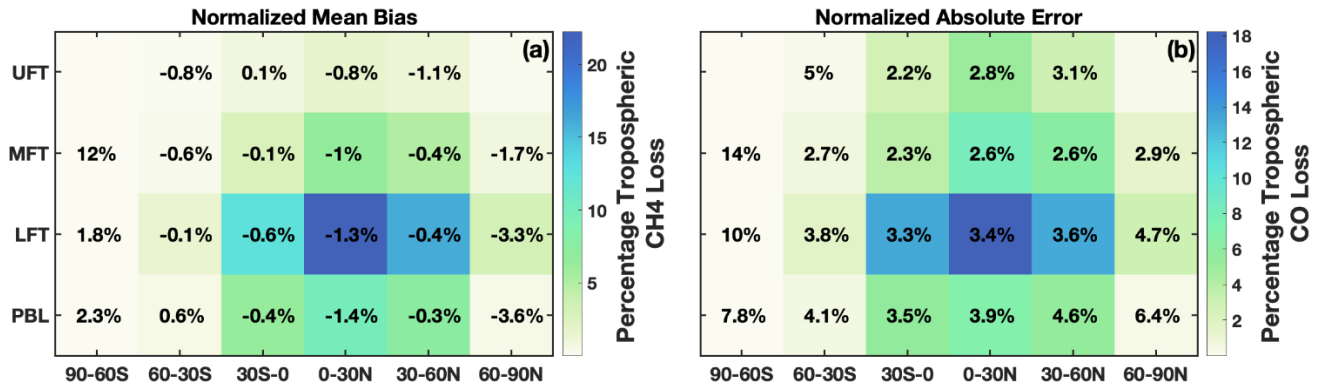 Normalized Mean Bias
(a)
UFT -0.8% 0.1% -0.8% -1.1%
MFT 12% -0.6% -0.1% -1% -0.4% -1.7%
LFT 1.8% -0.1% -0.6% -1.3% -0.4% -3.3%
PBL 2.3% 0.6% -0.4% -1.4% -0.3% -3.6%
90-60S 60-30S 30S-0 0-30N 30-60N 60-90N
20
15
10
5
Percentage Tropospheric
CH4 Loss
Normalized Absolute Error
(b)
5% 2.2% 2.8% 3.1%
14% 2.7% 2.3% 2.6% 2.6% 2.9%
10% 3.8% 3.3% 3.4% 3.6% 4.7%
7.8% 4.1% 3.5% 3.9% 4.6% 6.4%
90-60S 60-30S 30S-0 0-30N 30-60N 60-90N
18
16
14
12
10
8
6
4
2
Percentage Tropospheric
CO Loss